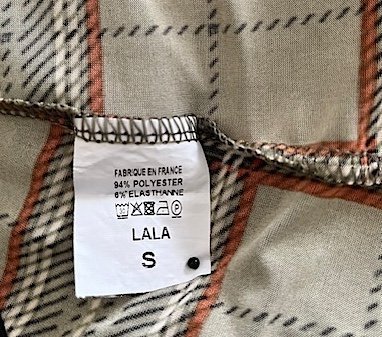 FABRIQUE EN FRANCE
94% POLYESTER
6% ELASTHANNE
LALA
S